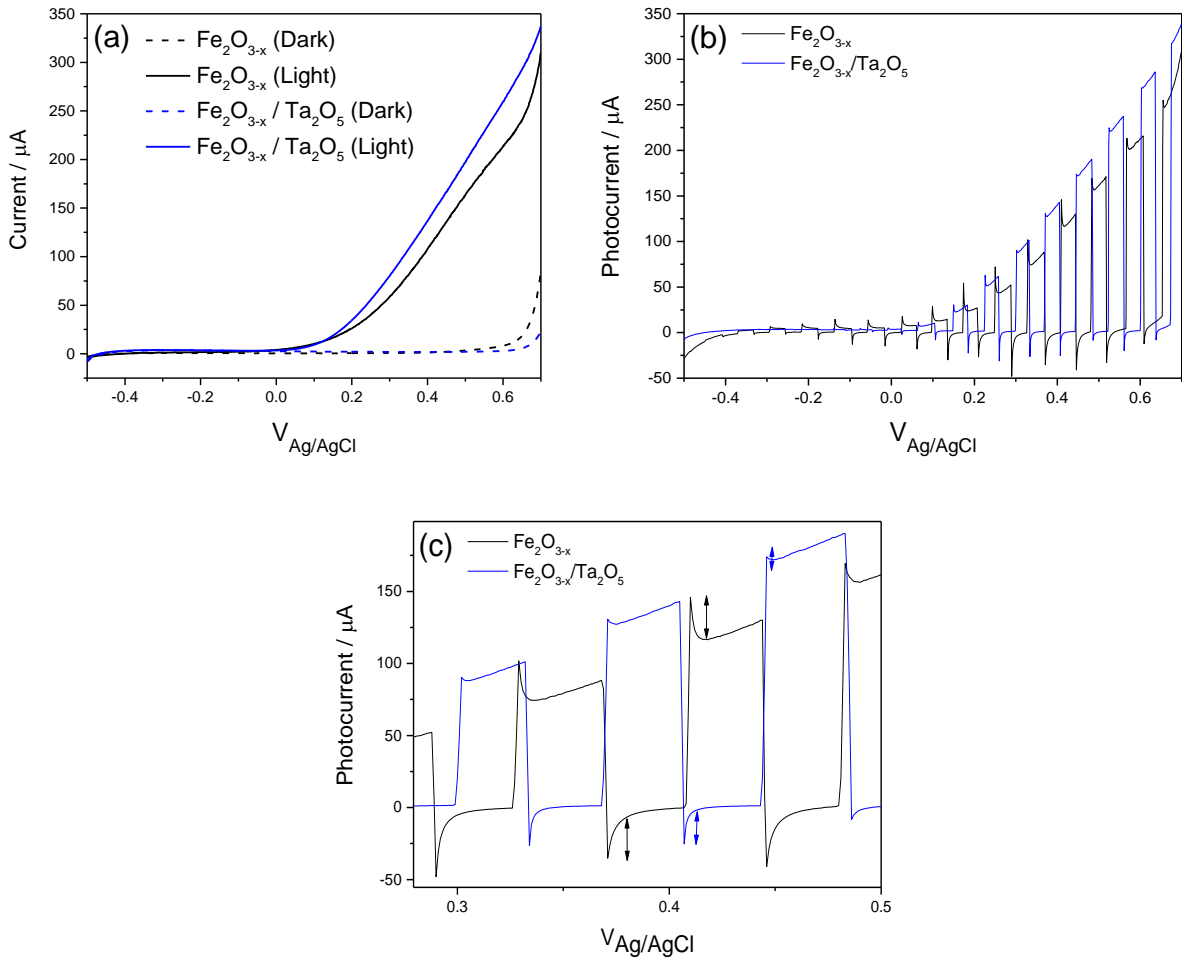 (a)
Fe₂O₃₋ₓ (Dark)
Fe₂O₃₋ₓ (Light)
Fe₂O₃₋ₓ / Ta₂O₅ (Dark)
Fe₂O₃₋ₓ / Ta₂O₅ (Light)
350
300
250
200
150
100
50
0
Current / μA
-0.4 -0.2 0.0 0.2 0.4 0.6
V Ag/AgCl
(b)
Fe₂O₃₋ₓ
Fe₂O₃₋ₓ/Ta₂O₅
350
300
250
200
150
100
50
0
-50
Photocurrent / μA
-0.4 -0.2 0.0 0.2 0.4 0.6
V Ag/AgCl
(c)
Fe₂O₃₋ₓ
Fe₂O₃₋ₓ/Ta₂O₅
150
100
50
0
-50
Photocurrent / μA
0.3 0.4 0.5
V Ag/AgCl